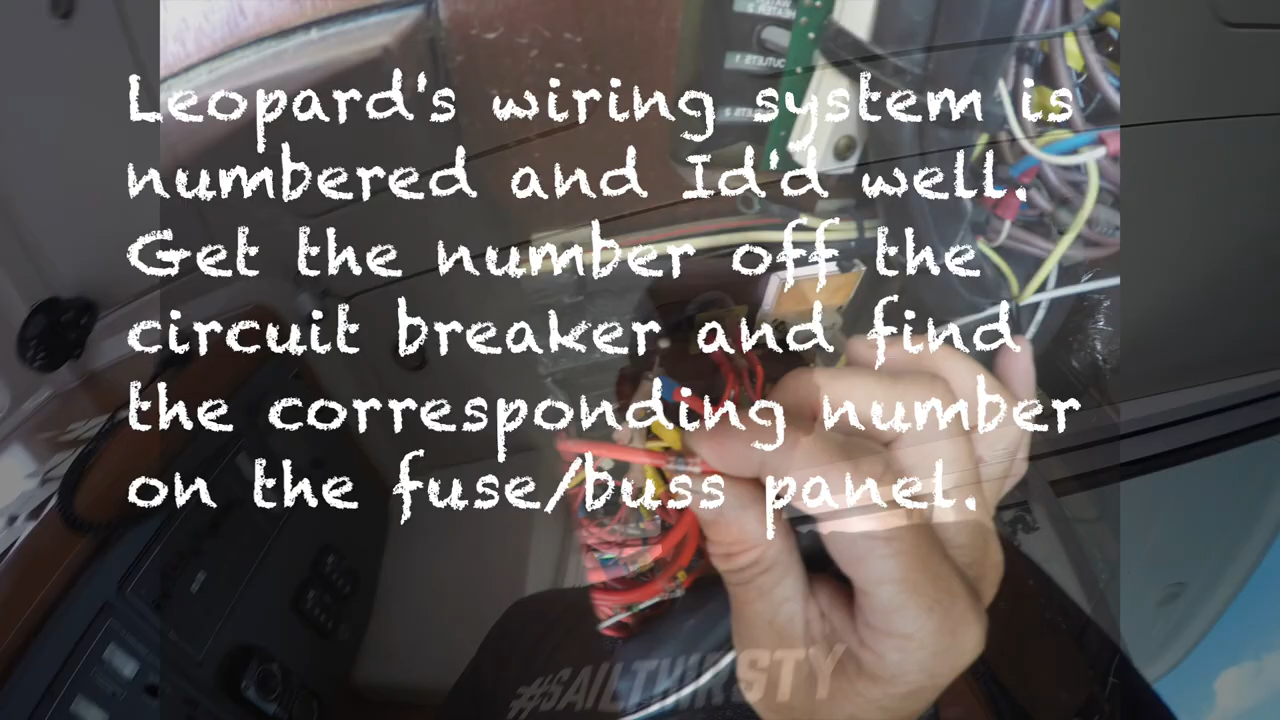 Leopard's wiring system is
numbered and Id'd well.
Get the number off the
circuit breaker and find
the corresponding number
on the fuse/buss panel.
#SAILTHIRSTY